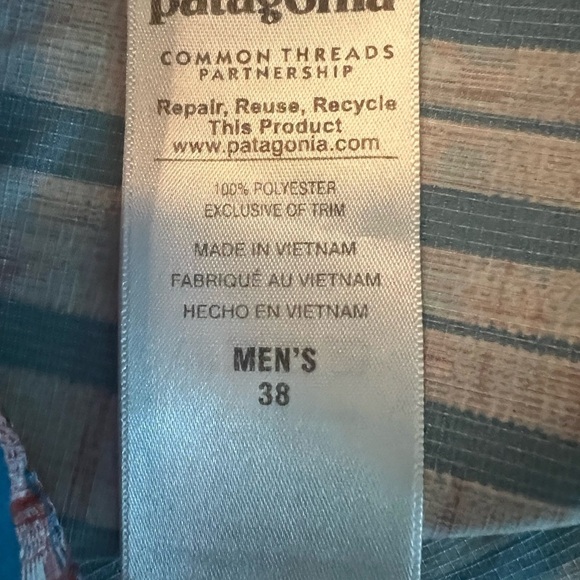 patagonia
COMMON THREADS
PARTNERSHIP
Repair, Reuse, Recycle
This Product
www.patagonia.com
100% POLYESTER
EXCLUSIVE OF TRIM
MADE IN VIETNAM
FABRIQUÉ AU VIETNAM
HECHO EN VIETNAM
MEN'S
38